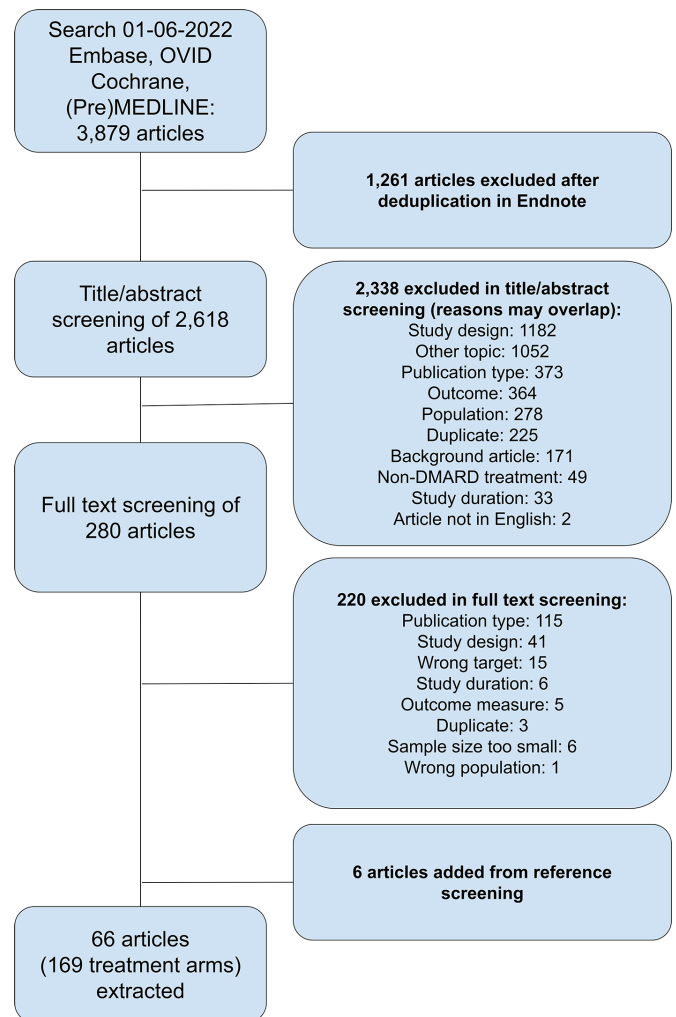 Search 01-06-2022
Embase, OVID
Cochrane,
(Pre)MEDLINE:
3,879 articles
1,261 articles excluded after
deduplication in Endnote
Title/abstract
screening of 2,618
articles
2,338 excluded in title/abstract
screening (reasons may overlap):
Study design: 1182
Other topic: 1052
Publication type: 373
Outcome: 364
Population: 278
Duplicate: 225
Background article: 171
Non-DMARD treatment: 49
Study duration: 33
Article not in English: 2
Full text screening of
280 articles
220 excluded in full text screening:
Publication type: 115
Study design: 41
Wrong target: 15
Study duration: 6
Outcome measure: 5
Duplicate: 3
Sample size too small: 6
Wrong population: 1
6 articles added from reference
screening
66 articles
(169 treatment arms)
extracted